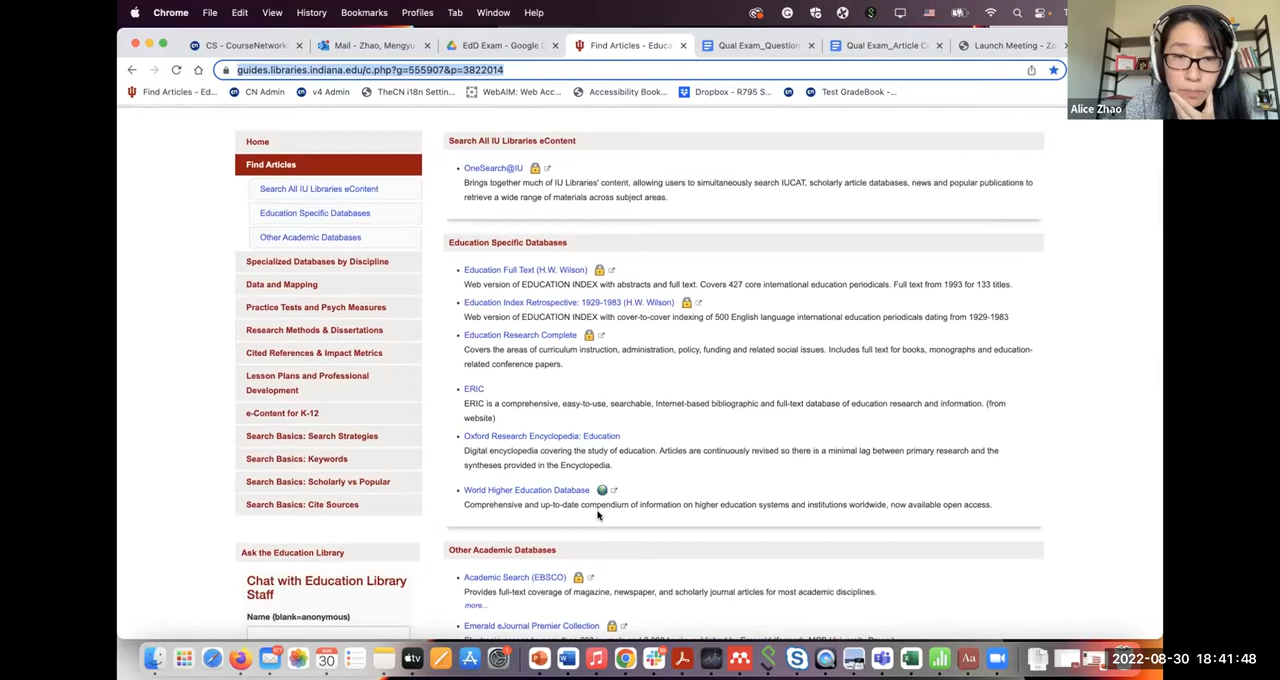 Chrome File Edit View History Bookmarks Profiles Tab Window Help
CS - CourseNetwork
Mail - Zhao, Mengyu
EdD Exam - Google D
Find Articles - Educa
Qual Exam_Question
Qual Exam_Article C
Launch Meeting - Zo
guides.libraries.indiana.edu/c.php?g=555907&p=3822014
Find Articles - Ed...
CN Admin
v4 Admin
TheCN i18n Settin...
WebAIM: Web Acc...
Accessibility Book...
Dropbox - R795 S...
Test GradeBook -...
Alice Zhao
Home
Find Articles
Search All IU Libraries eContent
Education Specific Databases
Other Academic Databases
Specialized Databases by Discipline
Data and Mapping
Practice Tests and Psych Measures
Research Methods & Dissertations
Cited References & Impact Metrics
Lesson Plans and Professional
Development
e-Content for K-12
Search Basics: Search Strategies
Search Basics: Keywords
Search Basics: Scholarly vs Popular
Search Basics: Cite Sources
Ask the Education Library
Chat with Education Library
Staff
Name (blank=anonymous)
Search All IU Libraries eContent
OneSearch@IU
Brings together much of IU Libraries' content, allowing users to simultaneously search IUCAT, scholarly article databases, news and popular publications to
retrieve a wide range of materials across subject areas.
Education Specific Databases
Education Full Text (H.W. Wilson)
Web version of EDUCATION INDEX with abstracts and full text. Covers 427 core international education periodicals. Full text from 1993 for 133 titles.
Education Index Retrospective: 1929-1983 (H.W. Wilson)
Web version of EDUCATION INDEX with cover-to-cover indexing of 500 English language international education periodicals dating from 1929-1983
Education Research Complete
Covers the areas of curriculum instruction, administration, policy, funding and related social issues. Includes full text for books, monographs and education-
related conference papers.
ERIC
ERIC is a comprehensive, easy-to-use, searchable, Internet-based bibliographic and full-text database of education research and information. (from
website)
Oxford Research Encyclopedia: Education
Digital encyclopedia covering the study of education. Articles are continuously revised so there is a minimal lag between primary research and the
syntheses provided in the Encyclopedia.
World Higher Education Database
Comprehensive and up-to-date compendium of information on higher education systems and institutions worldwide, now available open access.
Other Academic Databases
Academic Search (EBSCO)
Provides full-text coverage of magazine, newspaper, and scholarly journal articles for most academic disciplines.
more...
Emerald eJournal Premier Collection
AUG
30
tv
Aa
2022-08-30 18:41:48